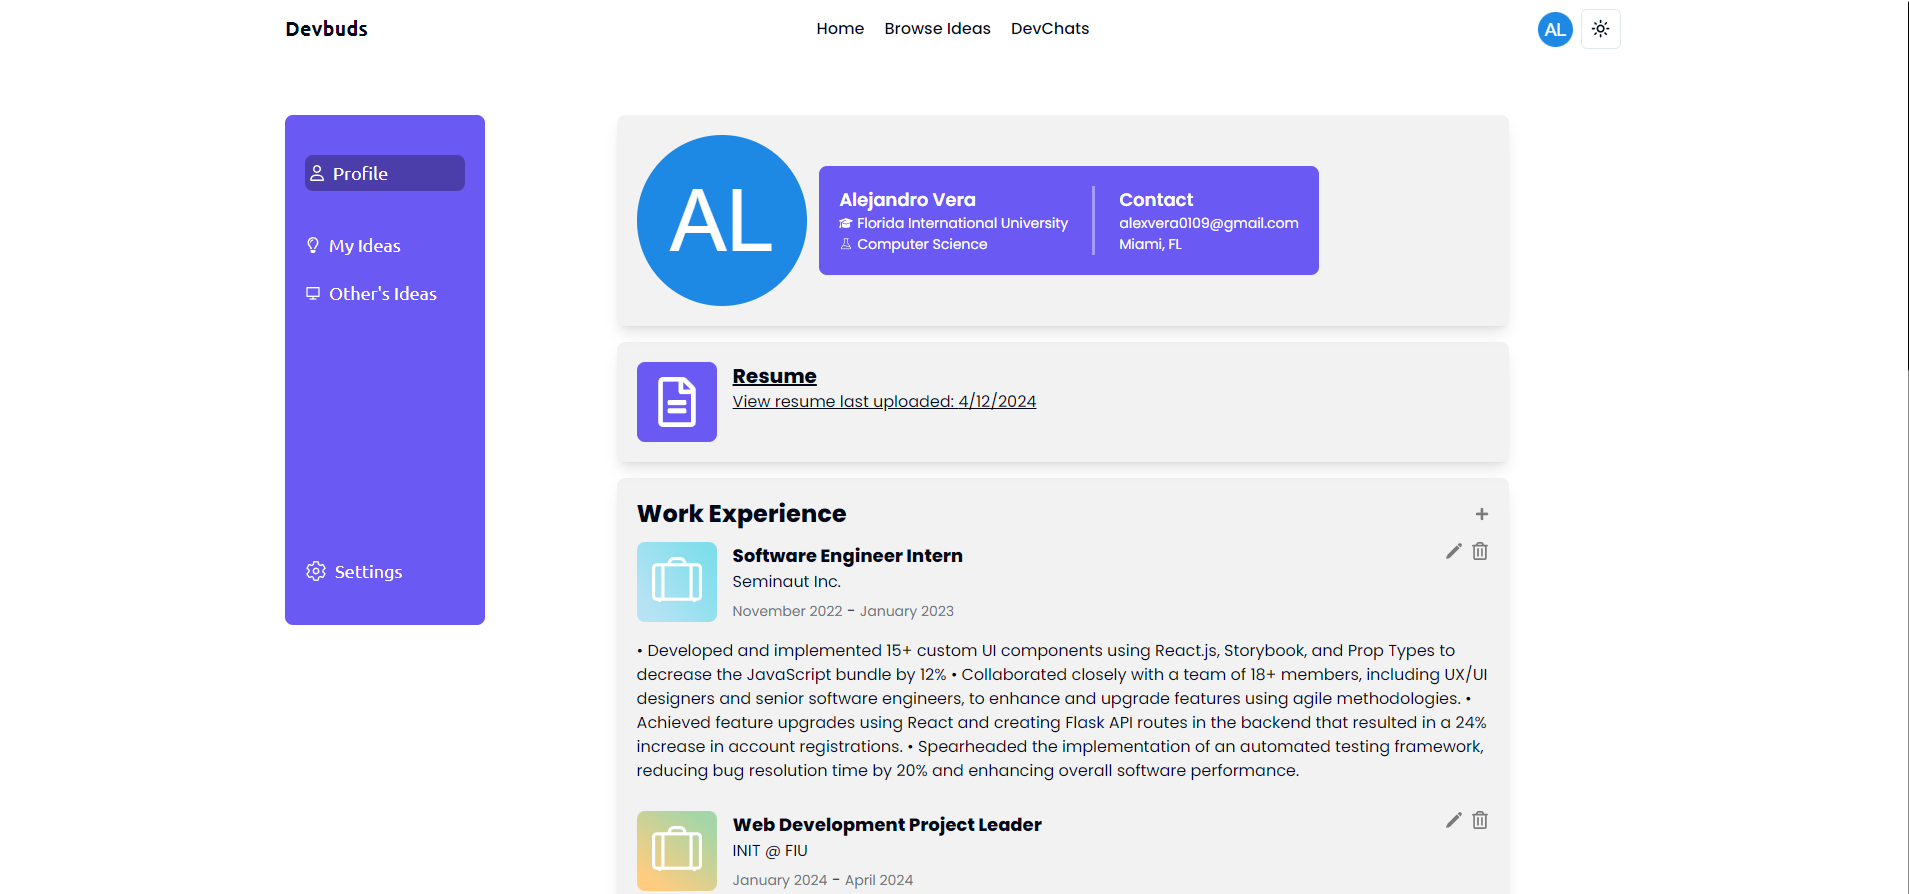 Devbuds
Home Browse Ideas DevChats
AL
Profile
My Ideas
Other's Ideas
Settings
AL
Alejandro Vera
Florida International University
Computer Science
Contact
alexvera0109@gmail.com
Miami, FL
Resume
View resume last uploaded: 4/12/2024
Work Experience
Software Engineer Intern
Seminaut Inc.
November 2022 - January 2023
• Developed and implemented 15+ custom UI components using React.js, Storybook, and Prop Types to
decrease the JavaScript bundle by 12% • Collaborated closely with a team of 18+ members, including UX/UI
designers and senior software engineers, to enhance and upgrade features using agile methodologies. •
Achieved feature upgrades using React and creating Flask API routes in the backend that resulted in a 24%
increase in account registrations. • Spearheaded the implementation of an automated testing framework,
reducing bug resolution time by 20% and enhancing overall software performance.
Web Development Project Leader
INIT @ FIU
January 2024 - April 2024